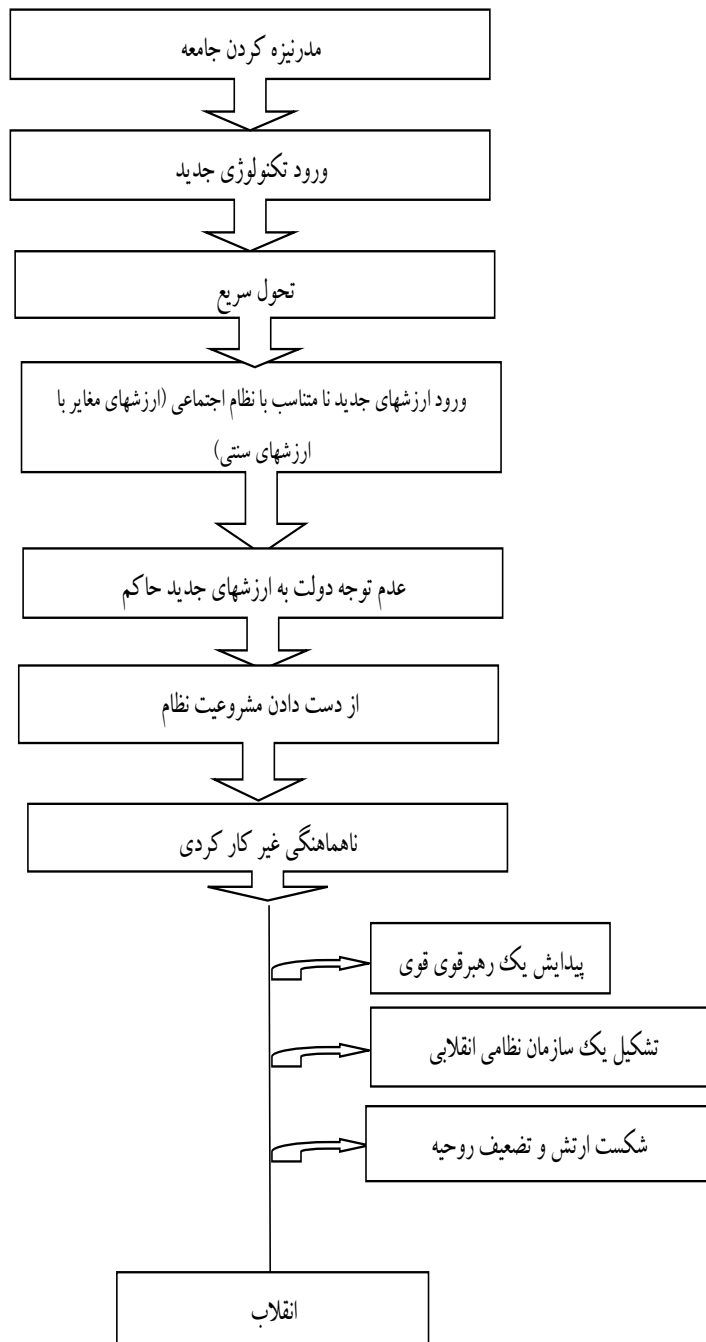 مدرنیزه کردن جامعه
ورود تکنولوژی جدید
تحول سریع
ورود ارزشهای جدید نا متناسب با نظام اجتماعی (ارزشهای مغایر با
ارزشهای سنتی)
عدم توجه دولت به ارزشهای جدید حاکم
از دست دادن مشروعیت نظام
ناهماهنگی غیر کار کردی
پیدایش یک رهبرقوی قوی
تشکیل یک سازمان نظامی انقلابی
شکست ارتش و تضعیف روحیه
انقلاب